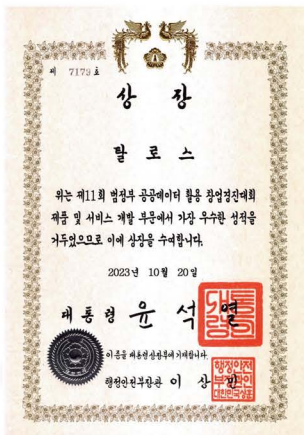 제 7179 호
상 장
탈 로 스
위는 제11회 범정부 공공데이터 활용 창업경진대회
제품 및 서비스 개발 부문에서 가장 우수한 성적을
거두었으므로 이에 상장을 수여합니다.
2023년 10월 20일
대통령 윤 석 열
이 증을 대통령상장부에 기재합니다.
행정안전부장관 이 상 민